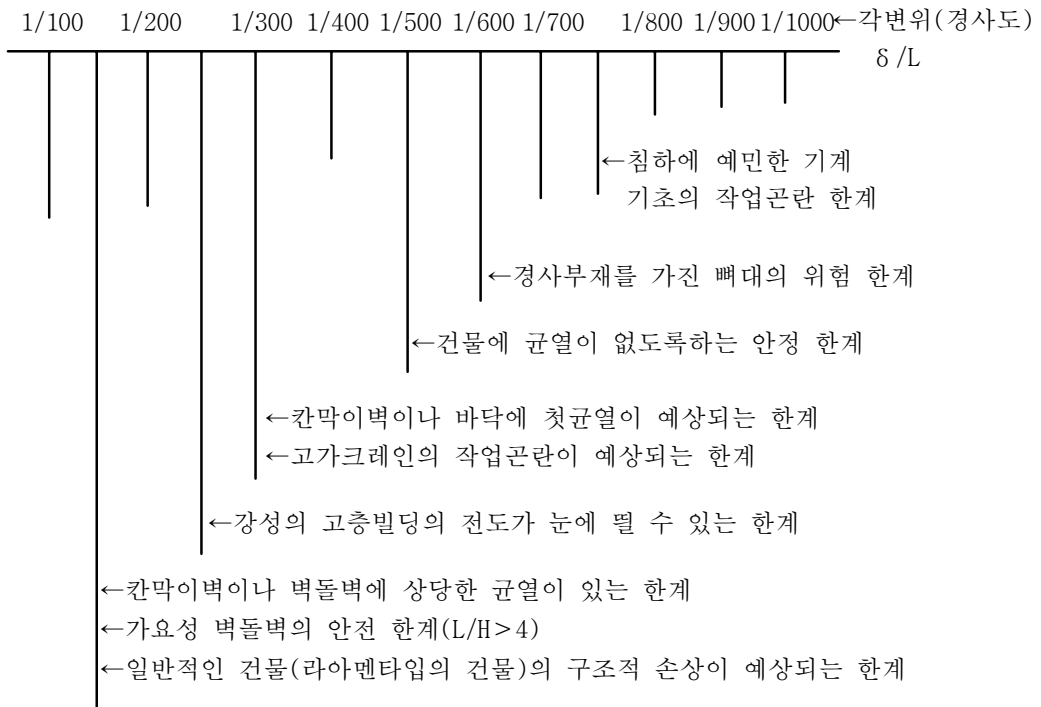 1/100 1/200 1/300 1/400 1/500 1/600 1/700 1/800 1/900 1/1000←각변위(경사도)
δ/L
←침하에 예민한 기계
기초의 작업곤란 한계
←경사부재를 가진 뼈대의 위험 한계
←건물에 균열이 없도록하는 안정 한계
←칸막이벽이나 바닥에 첫균열이 예상되는 한계
←고가크레인의 작업곤란이 예상되는 한계
←강성의 고층빌딩의 전도가 눈에 띌 수 있는 한계
←칸막이벽이나 벽돌벽에 상당한 균열이 있는 한계
←가요성 벽돌벽의 안전 한계(L/H>4)
←일반적인 건물(라아멘타입의 건물)의 구조적 손상이 예상되는 한계